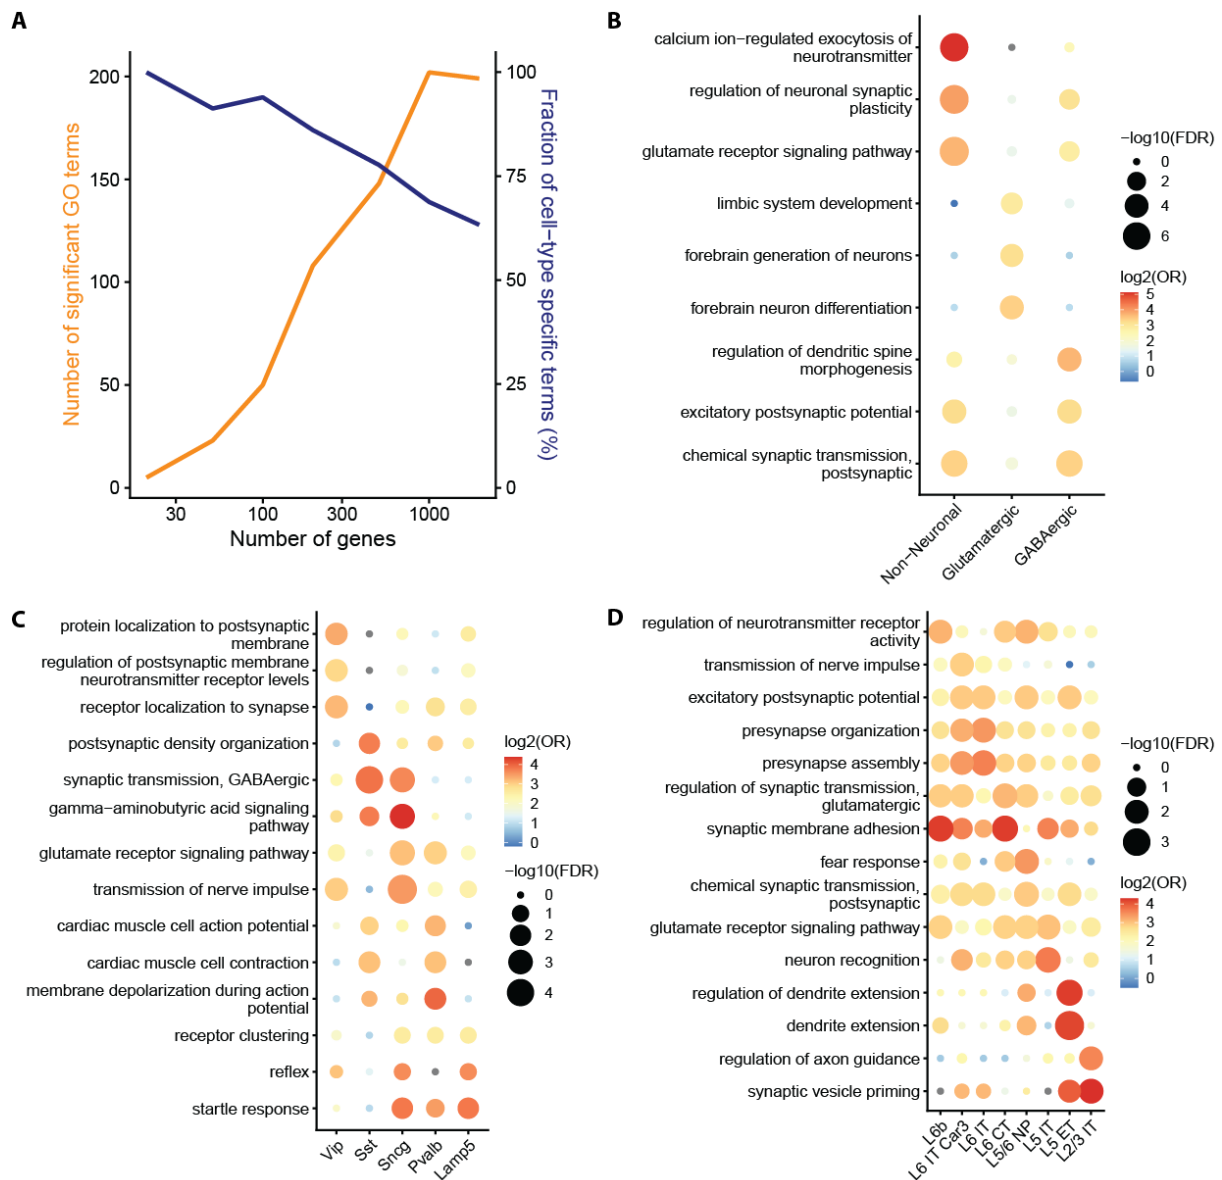 A
Number of significant GO terms
200
150
100
50
0
100
75
50
25
0
Fraction of cell−type specific terms (%)
30
100
300
1000
Number of genes
B
calcium ion−regulated exocytosis of
neurotransmitter
regulation of neuronal synaptic
plasticity
glutamate receptor signaling pathway
limbic system development
forebrain generation of neurons
forebrain neuron differentiation
regulation of dendritic spine
morphogenesis
excitatory postsynaptic potential
chemical synaptic transmission,
postsynaptic
Non−Neuronal
Glutamatergic
GABAergic
−log10(FDR)
0
2
4
6
log2(OR)
5
4
3
2
1
0
C
protein localization to postsynaptic
membrane
regulation of postsynaptic membrane
neurotransmitter receptor levels
receptor localization to synapse
postsynaptic density organization
synaptic transmission, GABAergic
gamma−aminobutyric acid signaling
pathway
glutamate receptor signaling pathway
transmission of nerve impulse
cardiac muscle cell action potential
cardiac muscle cell contraction
membrane depolarization during action
potential
receptor clustering
reflex
startle response
Vip
Sst
Sncg
Pvalb
Lamp5
log2(OR)
4
3
2
1
0
−log10(FDR)
0
1
2
3
4
D
regulation of neurotransmitter receptor
activity
transmission of nerve impulse
excitatory postsynaptic potential
presynapse organization
presynapse assembly
regulation of synaptic transmission,
glutamatergic
synaptic membrane adhesion
fear response
chemical synaptic transmission,
postsynaptic
glutamate receptor signaling pathway
neuron recognition
regulation of dendrite extension
dendrite extension
regulation of axon guidance
synaptic vesicle priming
L6b
L6 IT Car3
L6 IT
L6 CT
L5/6 NP
L5 IT
L5 ET
L2/3 IT
−log10(FDR)
0
1
2
3
log2(OR)
4
3
2
1
0